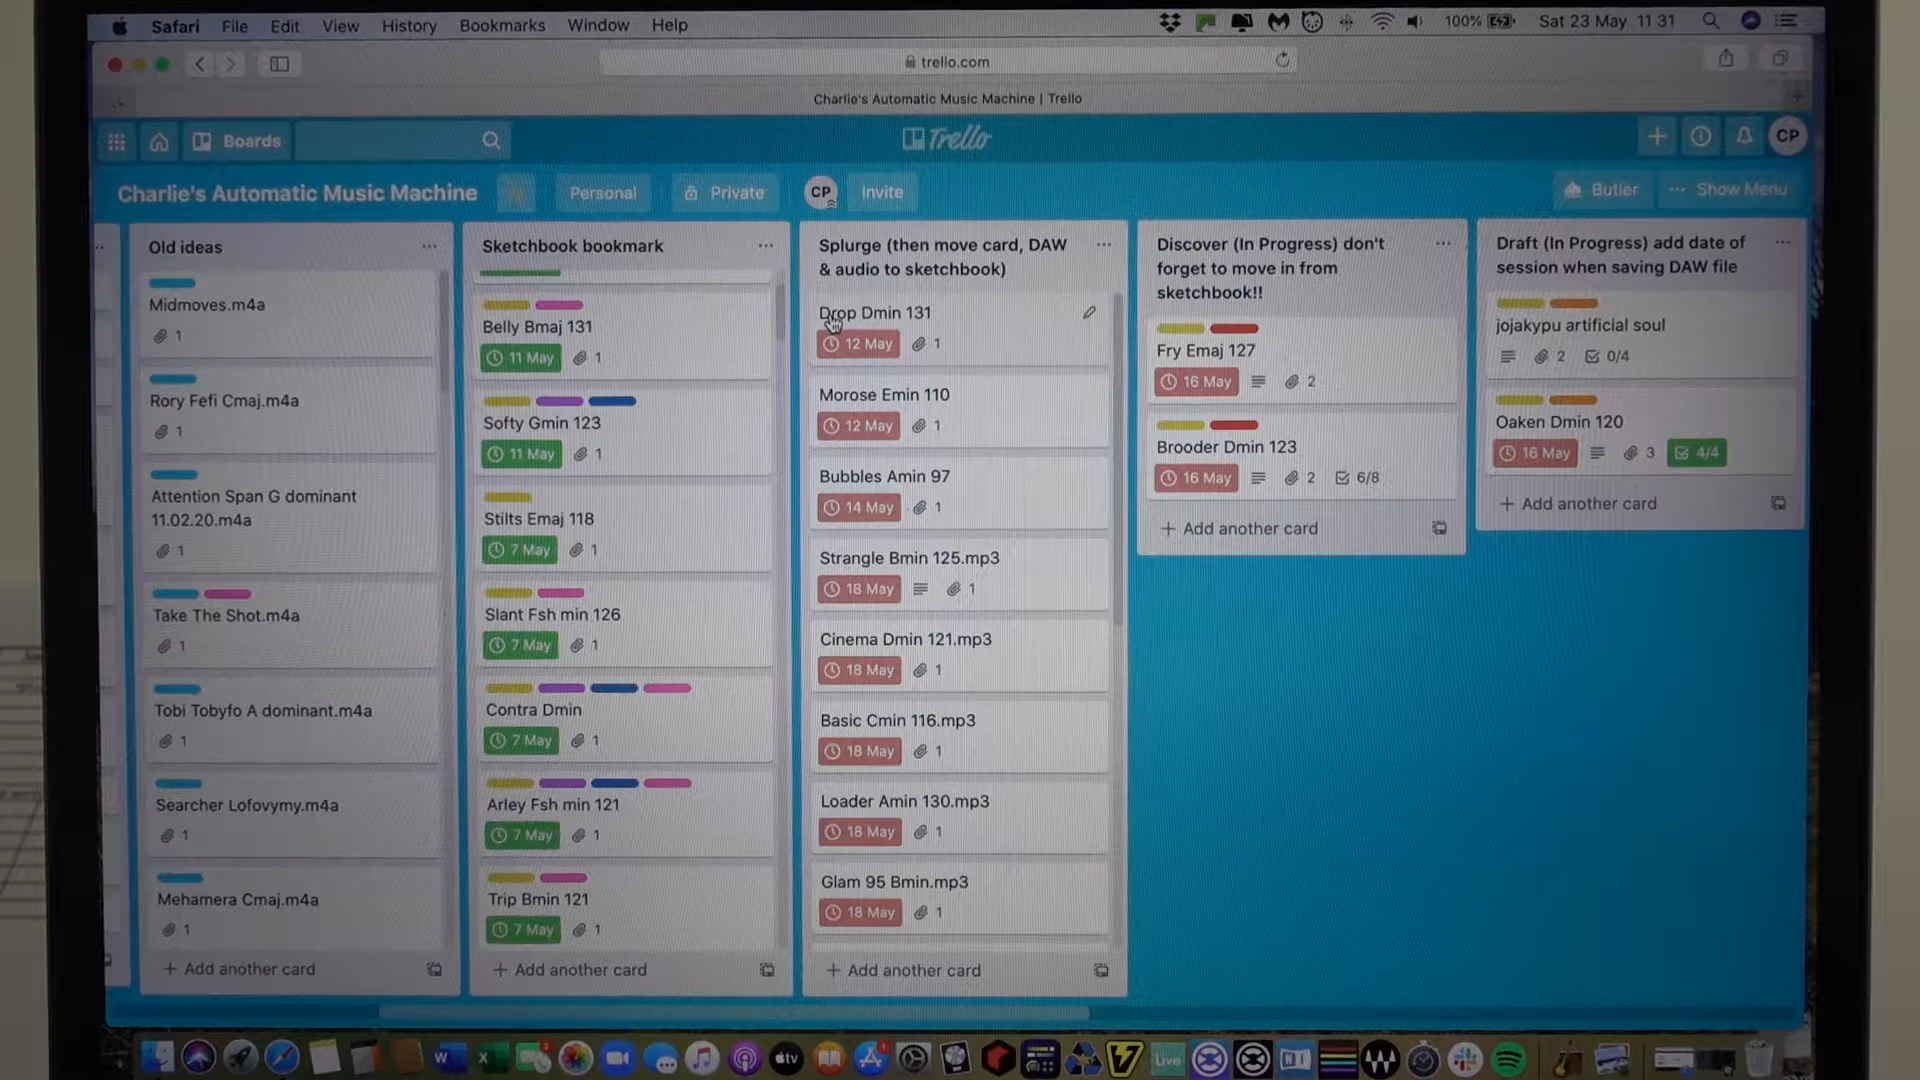 Safari File Edit View History Bookmarks Window Help 100% Sat 23 May 11 31
trello.com
Charlie's Automatic Music Machine | Trello
Boards Trello CP
Charlie's Automatic Music Machine Personal Private CP Invite Butler Show Menu
Old ideas
Midmoves.m4a
1
Rory Fefi Cmaj.m4a
1
Attention Span G dominant
11.02.20.m4a
1
Take The Shot.m4a
1
Tobi Tobyfo A dominant.m4a
1
Searcher Lofovymy.m4a
1
Mehamera Cmaj.m4a
1
+ Add another card
Sketchbook bookmark
Belly Bmaj 131
11 May 1
Softy Gmin 123
11 May 1
Stilts Emaj 118
7 May 1
Slant Fsh min 126
7 May 1
Contra Dmin
7 May 1
Arley Fsh min 121
7 May 1
Trip Bmin 121
7 May 1
+ Add another card
Splurge (then move card, DAW
& audio to sketchbook)
Drop Dmin 131
12 May 1
Morose Emin 110
12 May 1
Bubbles Amin 97
14 May 1
Strangle Bmin 125.mp3
18 May 1
Cinema Dmin 121.mp3
18 May 1
Basic Cmin 116.mp3
18 May 1
Loader Amin 130.mp3
18 May 1
Glam 95 Bmin.mp3
18 May 1
+ Add another card
Discover (In Progress) don't
forget to move in from
sketchbook!!
Fry Emaj 127
16 May 2
Brooder Dmin 123
16 May 2 6/8
+ Add another card
Draft (In Progress) add date of
session when saving DAW file
jojakypu artificial soul
2 0/4
Oaken Dmin 120
16 May 3 4/4
+ Add another card
W X tv Live